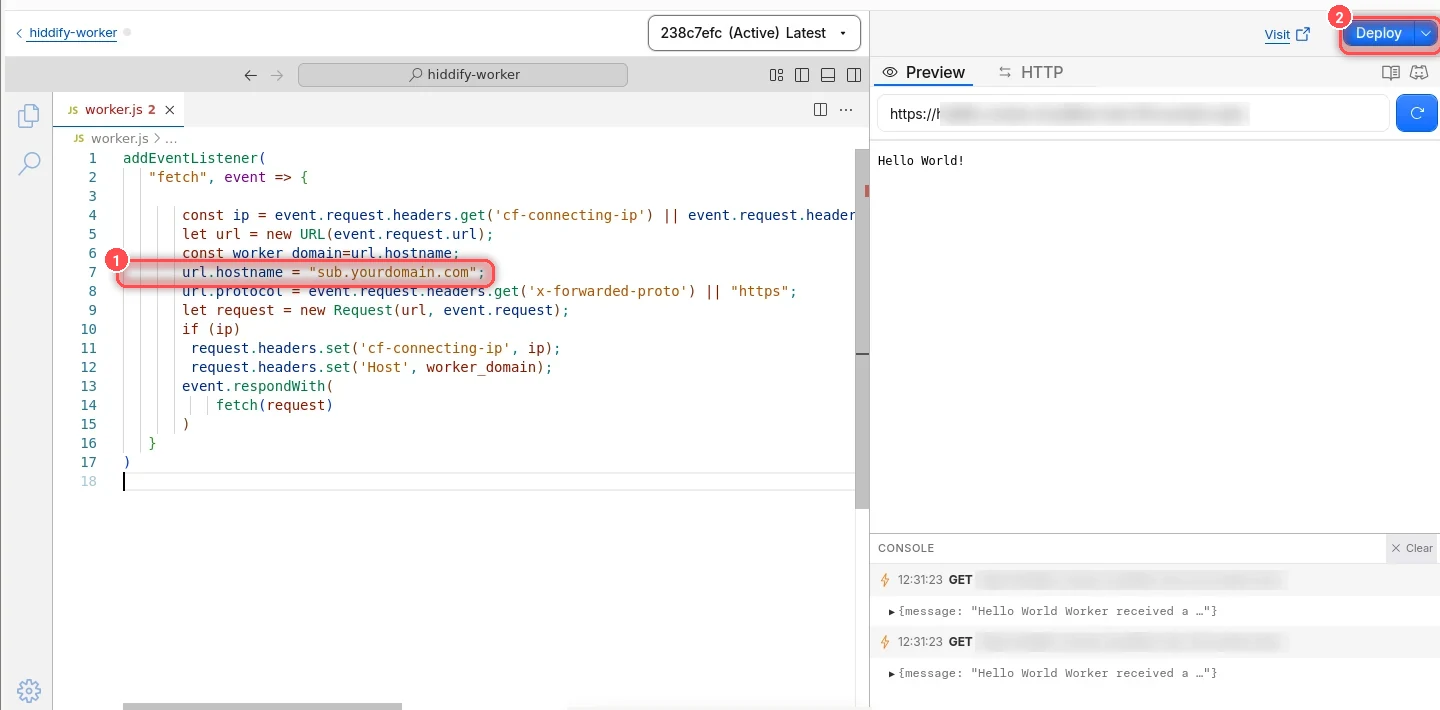 hiddify-worker
238c7efc (Active) Latest
Visit
2
Deploy
hiddify-worker
Preview
HTTP
JS worker.js 2
https://h
JS worker.js > ...
Hello World!
1 addEventListener(
2 "fetch", event => {
3
4 const ip = event.request.headers.get('cf-connecting-ip') || event.request.header
5 let url = new URL(event.request.url);
6 const worker_domain=url.hostname;
1
7 url.hostname = "sub.yourdomain.com";
8 url.protocol = event.request.headers.get('x-forwarded-proto') || "https";
9 let request = new Request(url, event.request);
10 if (ip)
11 request.headers.set('cf-connecting-ip', ip);
12 request.headers.set('Host', worker_domain);
13 event.respondWith(
14 fetch(request)
15 )
16 }
17 )
18
CONSOLE
Clear
12:31:23 GET
{message: "Hello World Worker received a …"}
12:31:23 GET
{message: "Hello World Worker received a …"}